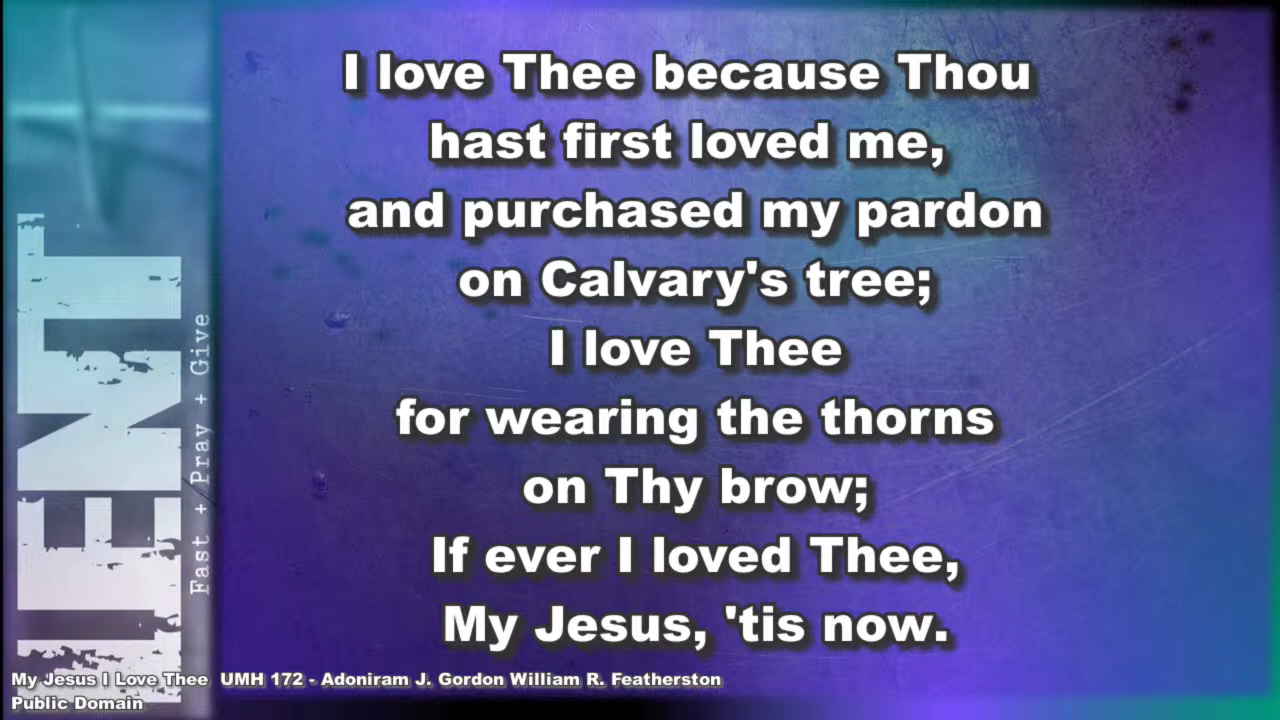 I love Thee because Thou
hast first loved me,
and purchased my pardon
on Calvary's tree;
I love Thee
for wearing the thorns
on Thy brow;
If ever I loved Thee,
My Jesus, 'tis now.
LENT
Fast + Pray + Give
My Jesus I Love Thee UMH 172 - Adoniram J. Gordon William R. Featherston
Public Domain